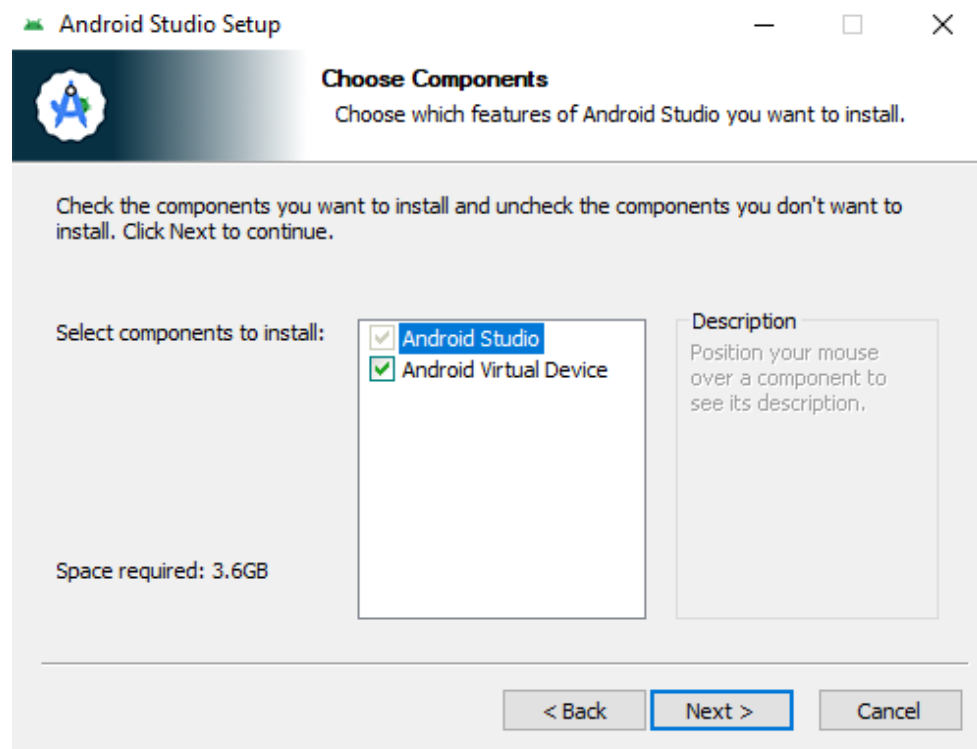 Android Studio Setup
Choose Components
Choose which features of Android Studio you want to install.
Check the components you want to install and uncheck the components you don't want to
install. Click Next to continue.
Select components to install:
Android Studio
Android Virtual Device
Description
Position your mouse
over a component to
see its description.
Space required: 3.6GB
< Back
Next >
Cancel